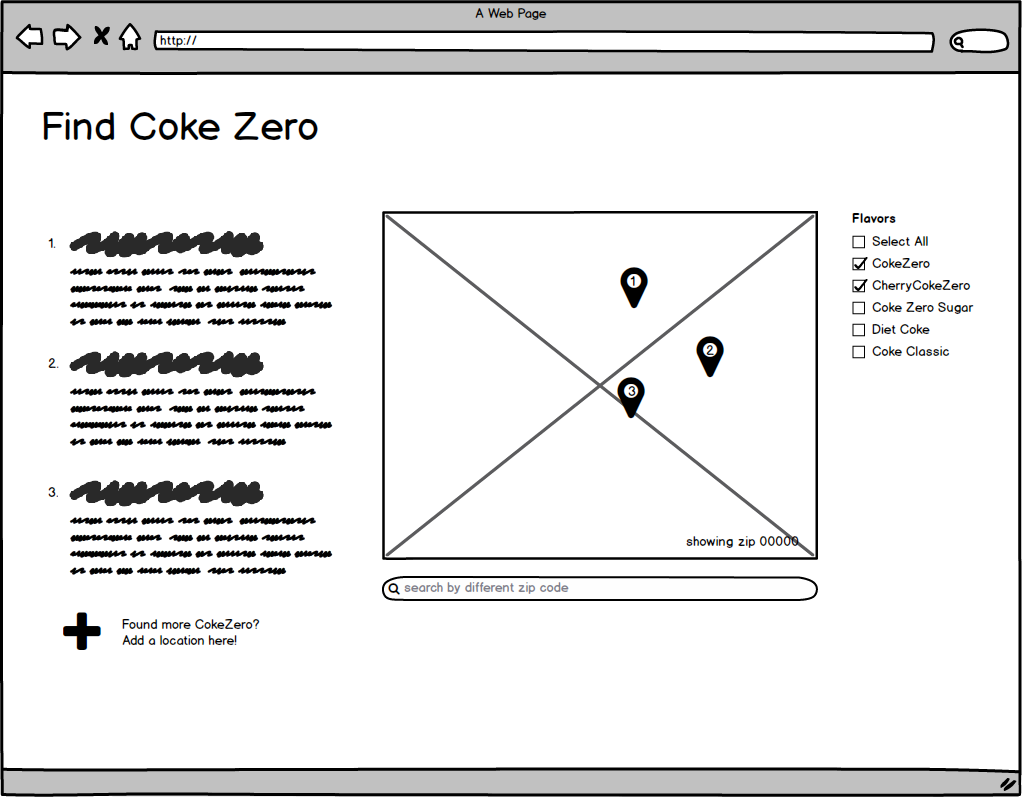 A Web Page
http://
Find Coke Zero
1.
2.
3.
Found more CokeZero?
Add a location here!
1
2
3
showing zip 00000
search by different zip code
Flavors
Select All
CokeZero
CherryCokeZero
Coke Zero Sugar
Diet Coke
Coke Classic